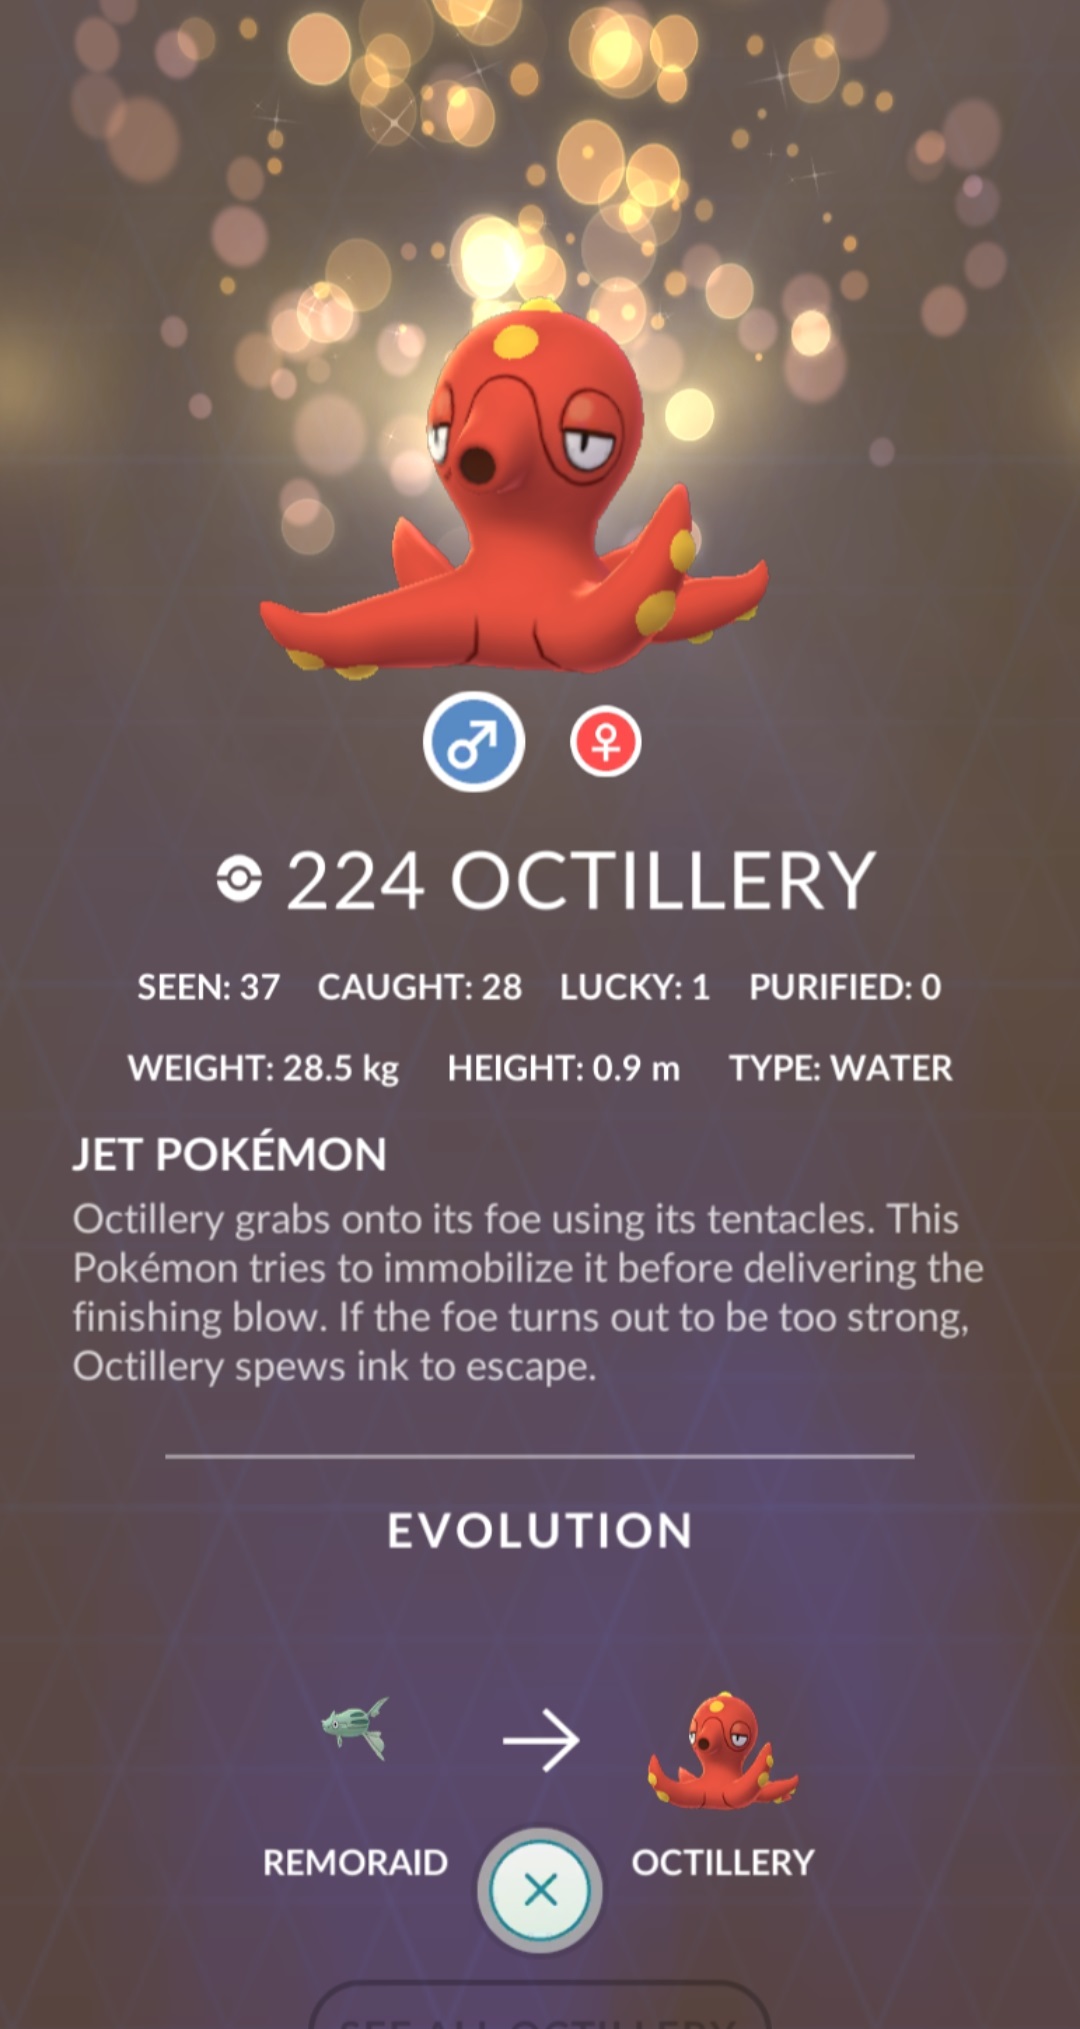 224 OCTILLERY
SEEN: 37 CAUGHT: 28 LUCKY: 1 PURIFIED: 0
WEIGHT: 28.5 kg HEIGHT: 0.9 m TYPE: WATER
JET POKÉMON
Octillery grabs onto its foe using its tentacles. This
Pokémon tries to immobilize it before delivering the
finishing blow. If the foe turns out to be too strong,
Octillery spews ink to escape.
EVOLUTION
REMORAID OCTILLERY
SEE ALL OCTILLERY